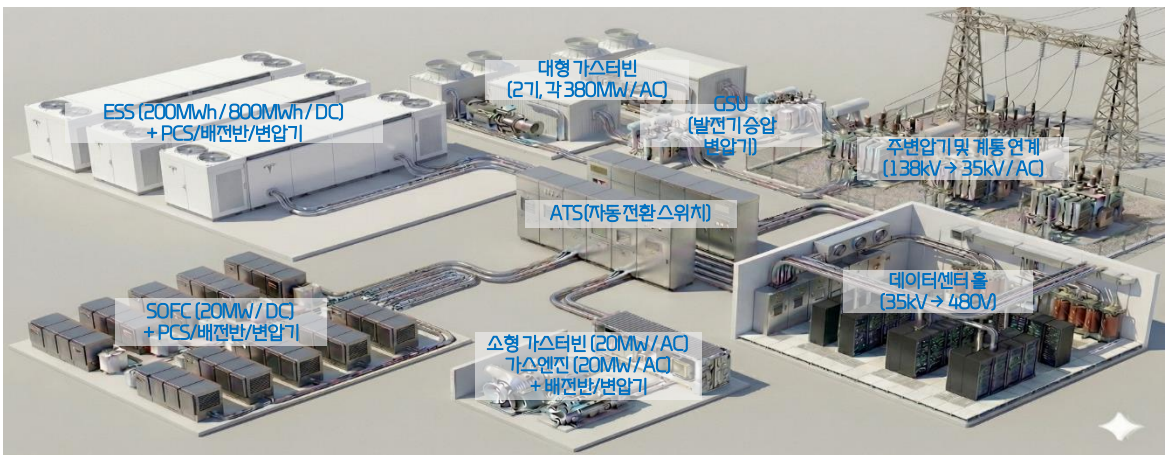 대형 가스터빈
(2기, 각 380MW / AC)
ESS (200MWh / 800MWh / DC)
+ PCS/배전반/변압기
GSU
(발전기 승압
변압기)
주변압기 및 계통 연계
(138kV → 35kV / AC)
ATS(자동 전환 스위치)
데이터센터 홀
(35kV → 480V)
SOFC (20MW / DC)
+ PCS/배전반/변압기
소형 가스터빈 (20MW / AC)
가스엔진 (20MW / AC)
+ 배전반/변압기